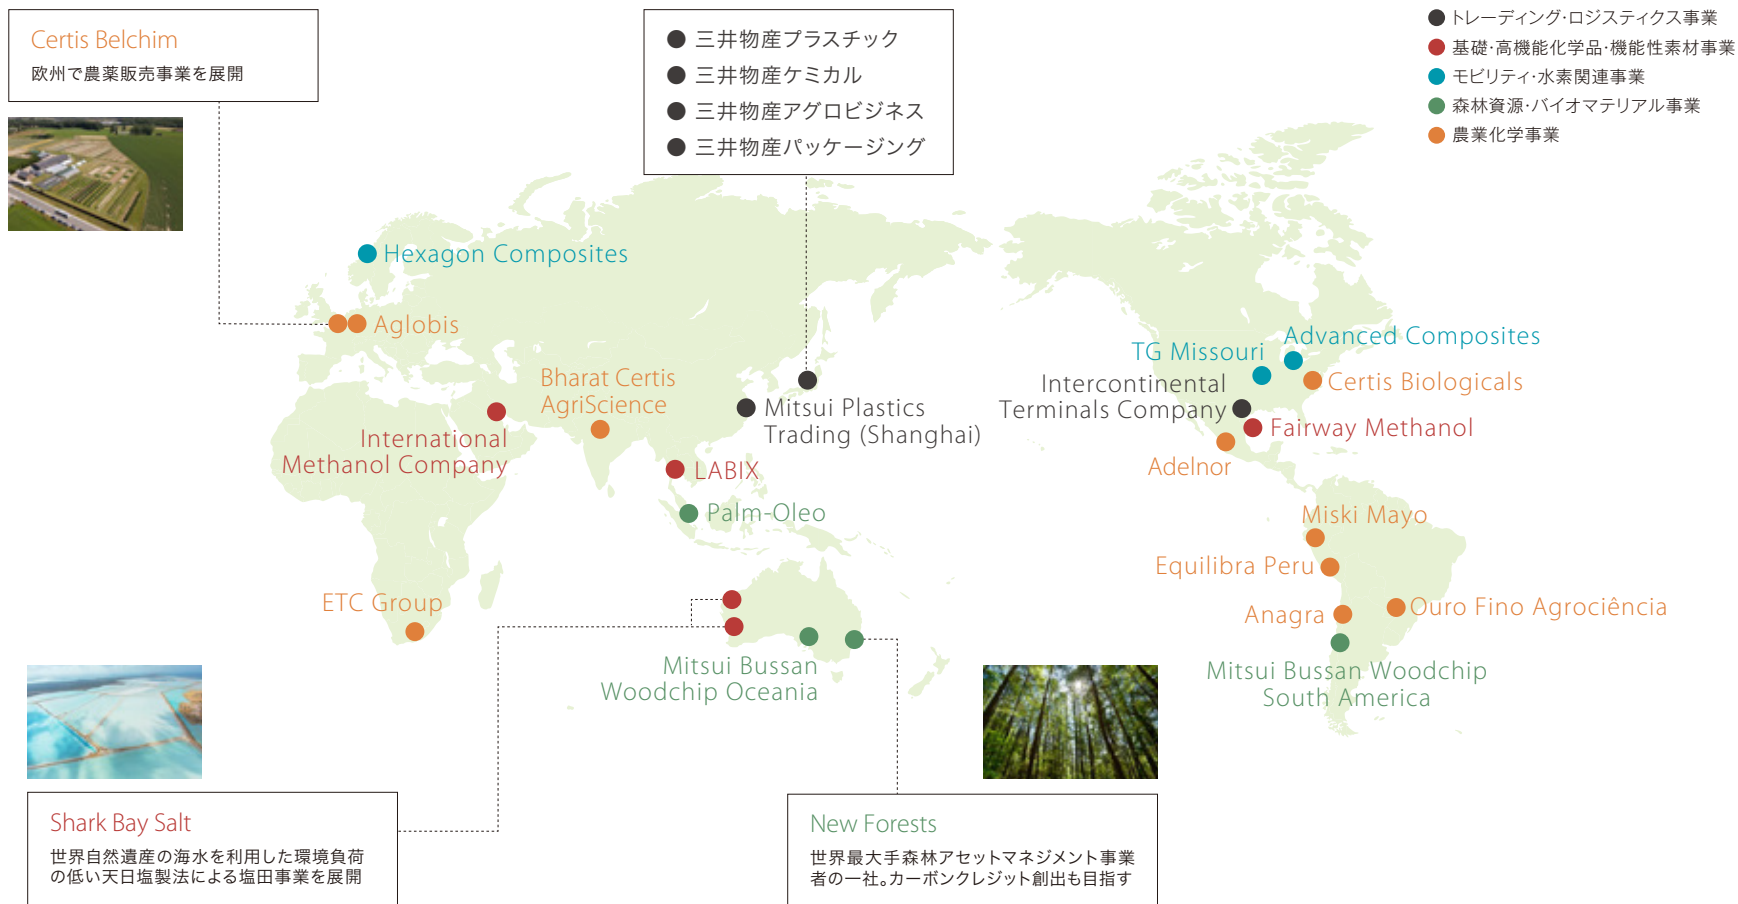 Certis Belchim
欧州で農薬販売事業を展開
三井物産プラスチック
三井物産ケミカル
三井物産アグロビジネス
三井物産パッケージング
トレーディング・ロジスティクス事業
基礎・高機能化学品・機能性素材事業
モビリティ・水素関連事業
森林資源・バイオマテリアル事業
農業化学事業
Hexagon Composites
Aglobis
Bharat Certis
AgriScience
International
Methanol Company
Mitsui Plastics
Trading (Shanghai)
LABIX
Palm-Oleo
ETC Group
Mitsui Bussan
Woodchip Oceania
Advanced Composites
TG Missouri
Intercontinental
Terminals Company
Certis Biologicals
Fairway Methanol
Adelnor
Miski Mayo
Equilibra Peru
Anagra
Ouro Fino Agrociência
Mitsui Bussan Woodchip
South America
Shark Bay Salt
世界自然遺産の海水を利用した環境負荷
の低い天日塩製法による塩田事業を展開
New Forests
世界最大手森林アセットマネジメント事業
者の一社。カーボンクレジット創出も目指す